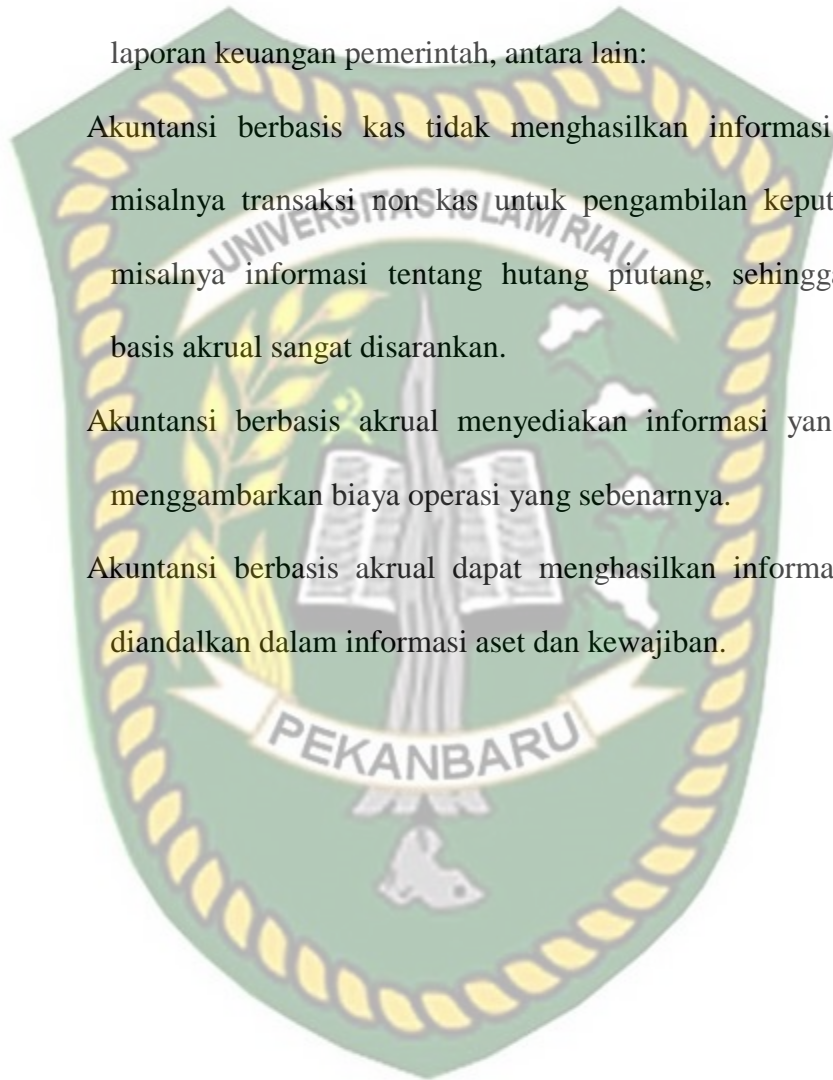 laporan keuangan pemerintah, antara lain:
Akuntansi berbasis kas tidak menghasilkan informasi
misalnya transaksi non kas untuk pengambilan keput
UNIVERSITAS ISLAM RIAU
misalnya informasi tentang hutang piutang, sehingga
basis akrual sangat disarankan.
Akuntansi berbasis akrual menyediakan informasi yan
menggambarkan biaya operasi yang sebenarnya.
Akuntansi berbasis akrual dapat menghasilkan informa
diandalkan dalam informasi aset dan kewajiban.
PEKANBARU